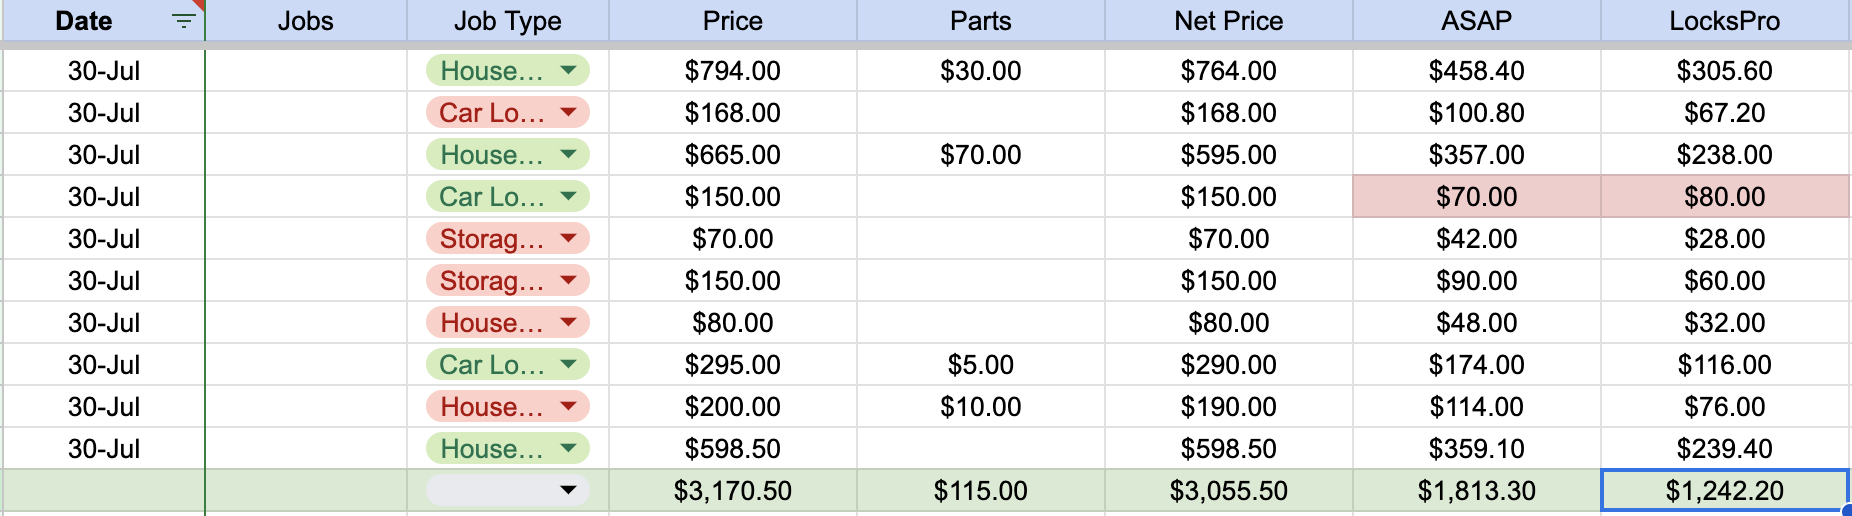 Date Jobs Job Type Price Parts Net Price ASAP LocksPro
30-Jul House... $794.00 $30.00 $764.00 $458.40 $305.60
30-Jul Car Lo... $168.00 $168.00 $100.80 $67.20
30-Jul House... $665.00 $70.00 $595.00 $357.00 $238.00
30-Jul Car Lo... $150.00 $150.00 $70.00 $80.00
30-Jul Storag... $70.00 $70.00 $42.00 $28.00
30-Jul Storag... $150.00 $150.00 $90.00 $60.00
30-Jul House... $80.00 $80.00 $48.00 $32.00
30-Jul Car Lo... $295.00 $5.00 $290.00 $174.00 $116.00
30-Jul House... $200.00 $10.00 $190.00 $114.00 $76.00
30-Jul House... $598.50 $598.50 $359.10 $239.40
$3,170.50 $115.00 $3,055.50 $1,813.30 $1,242.20